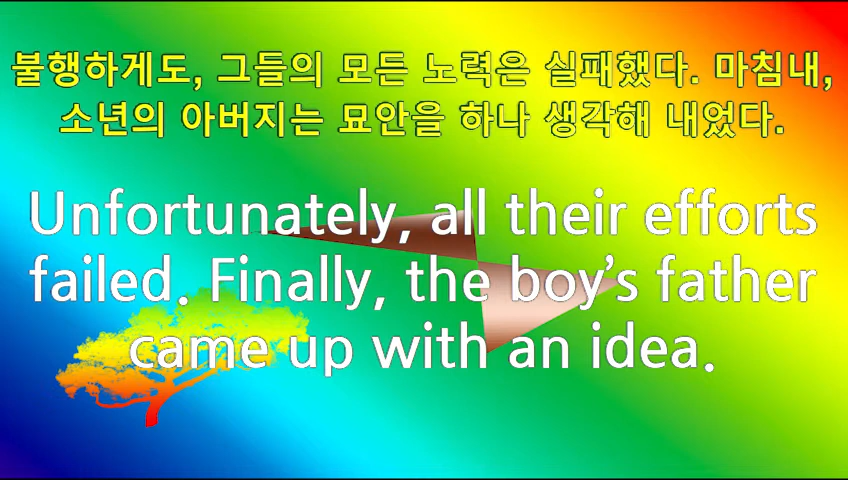 불행하게도, 그들의 모든 노력은 실패했다. 마침내,
소년의 아버지는 묘안을 하나 생각해 내었다.
Unfortunately, all their efforts
failed. Finally, the boy’s father
came up with an idea.